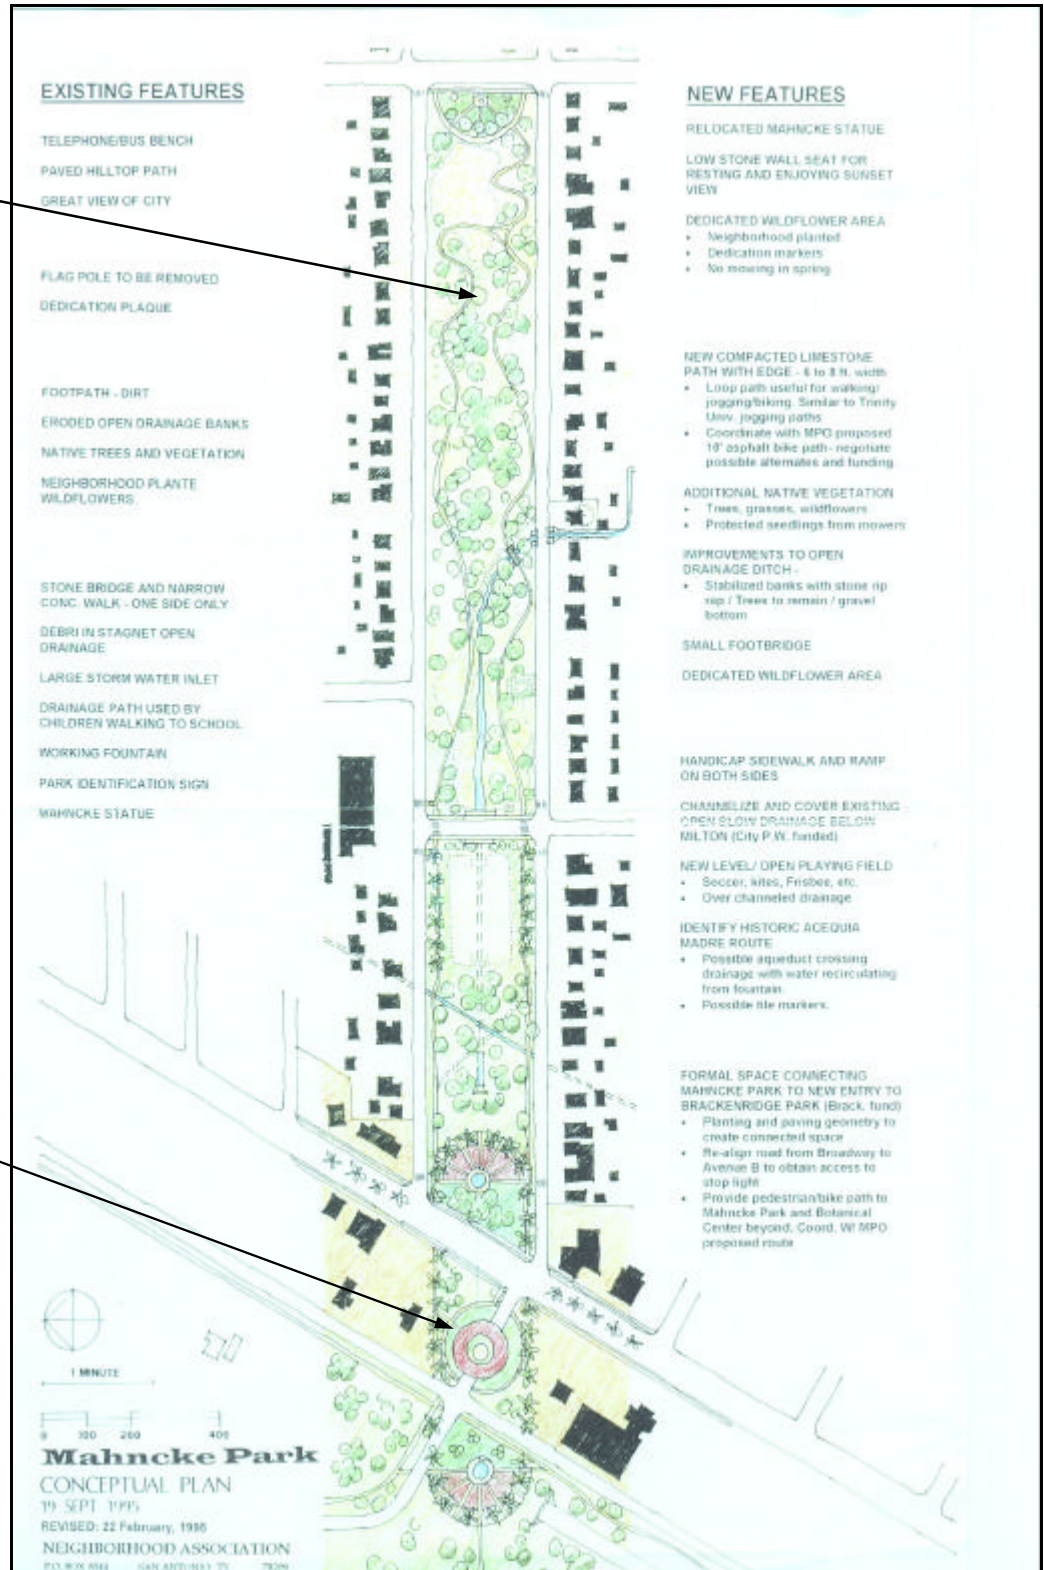 EXISTING FEATURES
TELEPHONE/BUS BENCH
PAVED HILLTOP PATH
GREAT VIEW OF CITY
FLAG POLE TO BE REMOVED
DEDICATION PLAQUE
FOOTPATH - DIRT
ERODED OPEN DRAINAGE BANKS
NATIVE TREES AND VEGETATION
NEIGHBORHOOD PLANTE
WILDFLOWERS
STONE BRIDGE AND NARROW
CONC. WALK - ONE SIDE ONLY
DEBRI IN STAGNET OPEN
DRAINAGE
LARGE STORM WATER INLET
DRAINAGE PATH USED BY
CHILDREN WALKING TO SCHOOL
WORKING FOUNTAIN
PARK IDENTIFICATION SIGN
MAHNCKE STATUE
NEW FEATURES
RELOCATED MAHNCKE STATUE
LOW STONE WALL SEAT FOR
RESTING AND ENJOYING SUNSET
VIEW
DEDICATED WILDFLOWER AREA
• Neighborhood planted
• Dedication markers
• No mowing in spring
NEW COMPACTED LIMESTONE
PATH WITH EDGE - 6 to 8 ft. width
• Loop path useful for walking/
jogging/biking. Similar to Trinity
Univ. jogging paths
• Coordinate with MPO proposed
10' asphalt bike path- negotiate
possible alternates and funding
ADDITIONAL NATIVE VEGETATION
• Trees, grasses, wildflowers
• Protected seedlings from mowers
IMPROVEMENTS TO OPEN
DRAINAGE DITCH -
• Stabilized banks with stone rip
rap / Trees to remain / gravel
bottom
SMALL FOOTBRIDGE
DEDICATED WILDFLOWER AREA
HANDICAP SIDEWALK AND RAMP
ON BOTH SIDES
CHANNELIZE AND COVER EXISTING
OPEN SLOW DRAINAGE BELOW
MILTON (City P.W. funded)
NEW LEVEL/ OPEN PLAYING FIELD
• Soccer, kites, Frisbee, etc.
• Over channeled drainage
IDENTIFY HISTORIC ACEQUIA
MADRE ROUTE
• Possible aqueduct crossing
drainage with water recirculating
from fountain.
• Possible tile markers.
FORMAL SPACE CONNECTING
MAHNCKE PARK TO NEW ENTRY TO
BRACKENRIDGE PARK (Brack. fund)
• Planting and paving geometry to
create connected space
• Re-align road from Broadway to
Avenue B to obtain access to
stop light
• Provide pedestrian/bike path to
Mahncke Park and Botanical
Center beyond. Coord. W/ MPO
proposed route
1 MINUTE
0 100 200 400
Mahncke Park
CONCEPTUAL PLAN
19 SEPT 1995
REVISED: 22 February, 1996
NEIGHBORHOOD ASSOCIATION
P.O. BOX SAN ANTONIO, TX